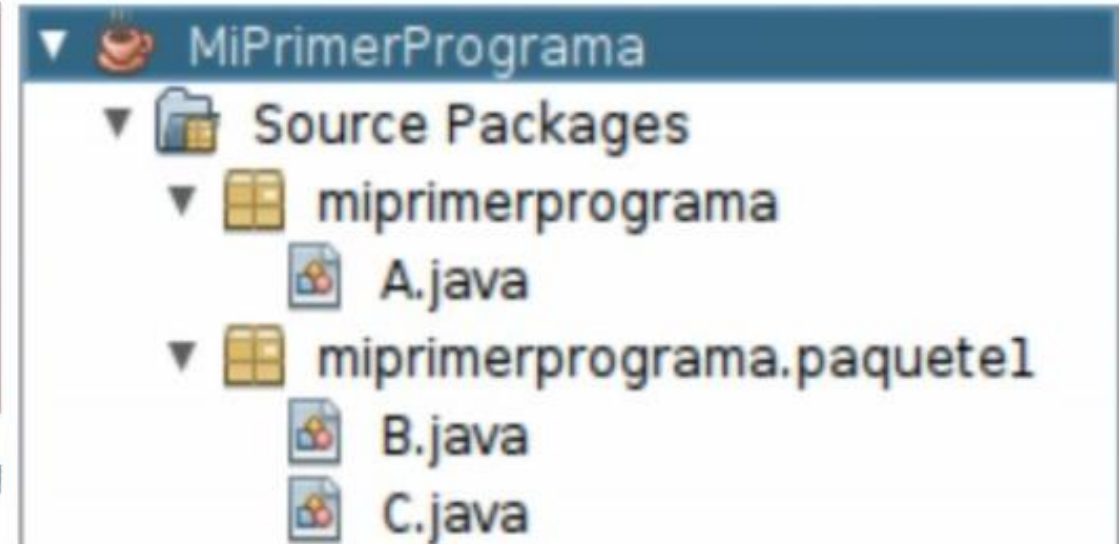 MiPrimerPrograma
Source Packages
miprimerprograma
A.java
miprimerprograma.paquete1
B.java
C.java